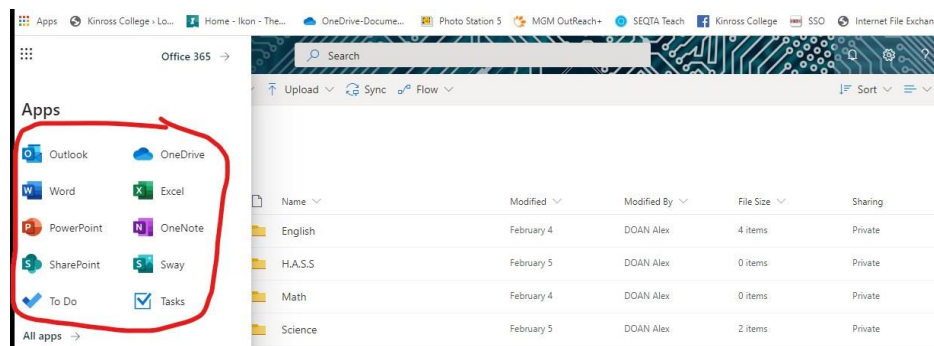 Apps Kinross College › Lo... Home - Ikon - The... OneDrive-Docume... Photo Station 5 MGM OutReach+ SEQTA Teach Kinross College SSO Internet File Exchan
Office 365 → Search ?
Upload Sync Flow Sort
Apps
Outlook OneDrive
Word Excel
PowerPoint OneNote
SharePoint Sway
To Do Tasks
All apps →
Name Modified Modified By File Size Sharing
English February 4 DOAN Alex 4 items Private
H.A.S.S February 5 DOAN Alex 0 items Private
Math February 4 DOAN Alex 0 items Private
Science February 5 DOAN Alex 2 items Private